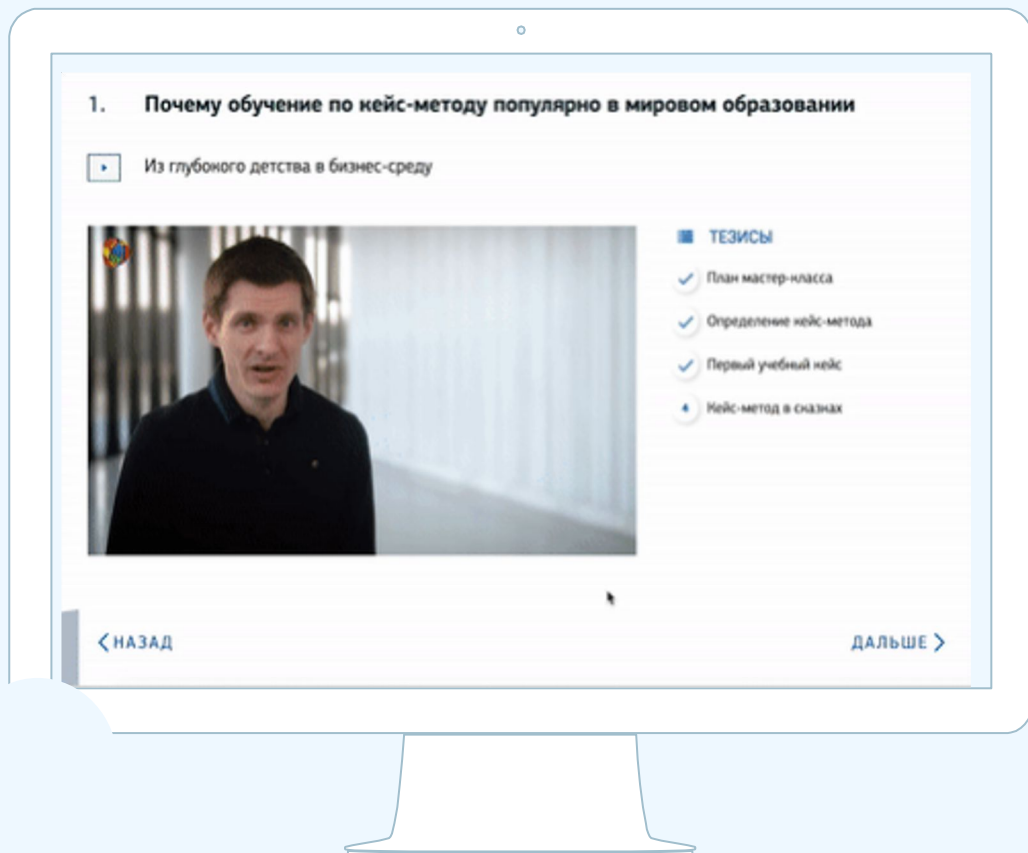 1. Почему обучение по кейс-методу популярно в мировом образовании
Из глубокого детства в бизнес-среду
ТЕЗИСЫ
План мастер-класса
Определение кейс-метода
Первый учебный кейс
4 Кейс-метод в сказках
НАЗАД
ДАЛЬШЕ